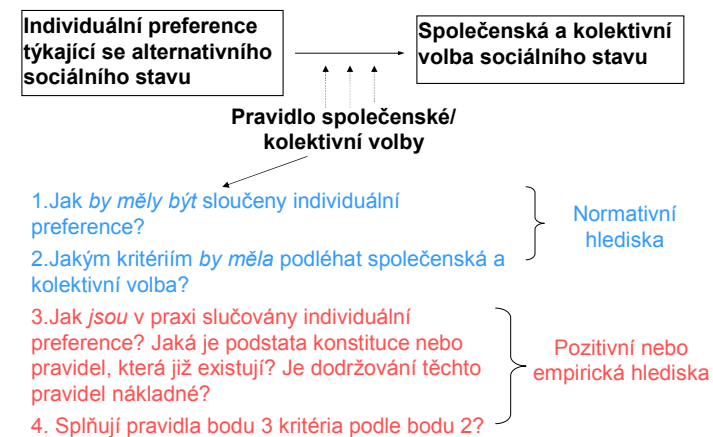 Individuální preference
týkající se alternativního
sociálního stavu
Společenská a kolektivní
volba sociálního stavu
Pravidlo společenské/
kolektivní volby
1.Jak by měly být sloučeny individuální
preference?
2.Jakým kritériím by měla podléhat společenská a
kolektivní volba?
Normativní
hlediska
3.Jak jsou v praxi slučovány individuální
preference? Jaká je podstata konstituce nebo
pravidel, která již existují? Je dodržování těchto
pravidel nákladné?
4. Splňují pravidla bodu 3 kritéria podle bodu 2?
Pozitivní nebo
empirická hlediska